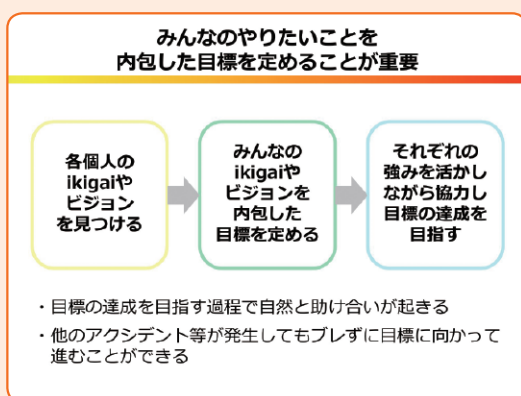 みんなのやりたいことを
内包した目標を定めることが重要
各個人の
ikigaiや
ビジョン
を見つける
みんなの
ikigaiや
ビジョンを
内包した
目標を定める
それぞれの
強みを活かし
ながら協力し
目標の達成を
目指す
・目標の達成を目指す過程で自然と助け合いが起きる
・他のアクシデント等が発生してもブレずに目標に向かって
進むことができる